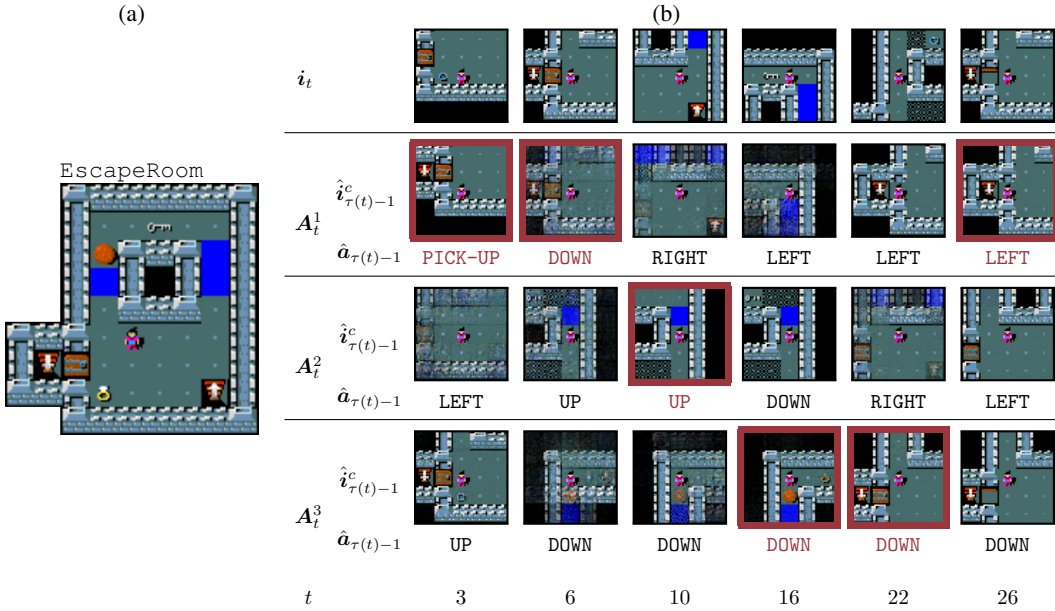 (a) (b)
i_t
EscapeRoom
A_t^1
î^c_{τ(t)−1}
â_{τ(t)−1} PICK-UP DOWN RIGHT LEFT LEFT LEFT
A_t^2
î^c_{τ(t)−1}
â_{τ(t)−1} LEFT UP UP DOWN RIGHT LEFT
A_t^3
î^c_{τ(t)−1}
â_{τ(t)−1} UP DOWN DOWN DOWN DOWN DOWN
t 3 6 10 16 22 26